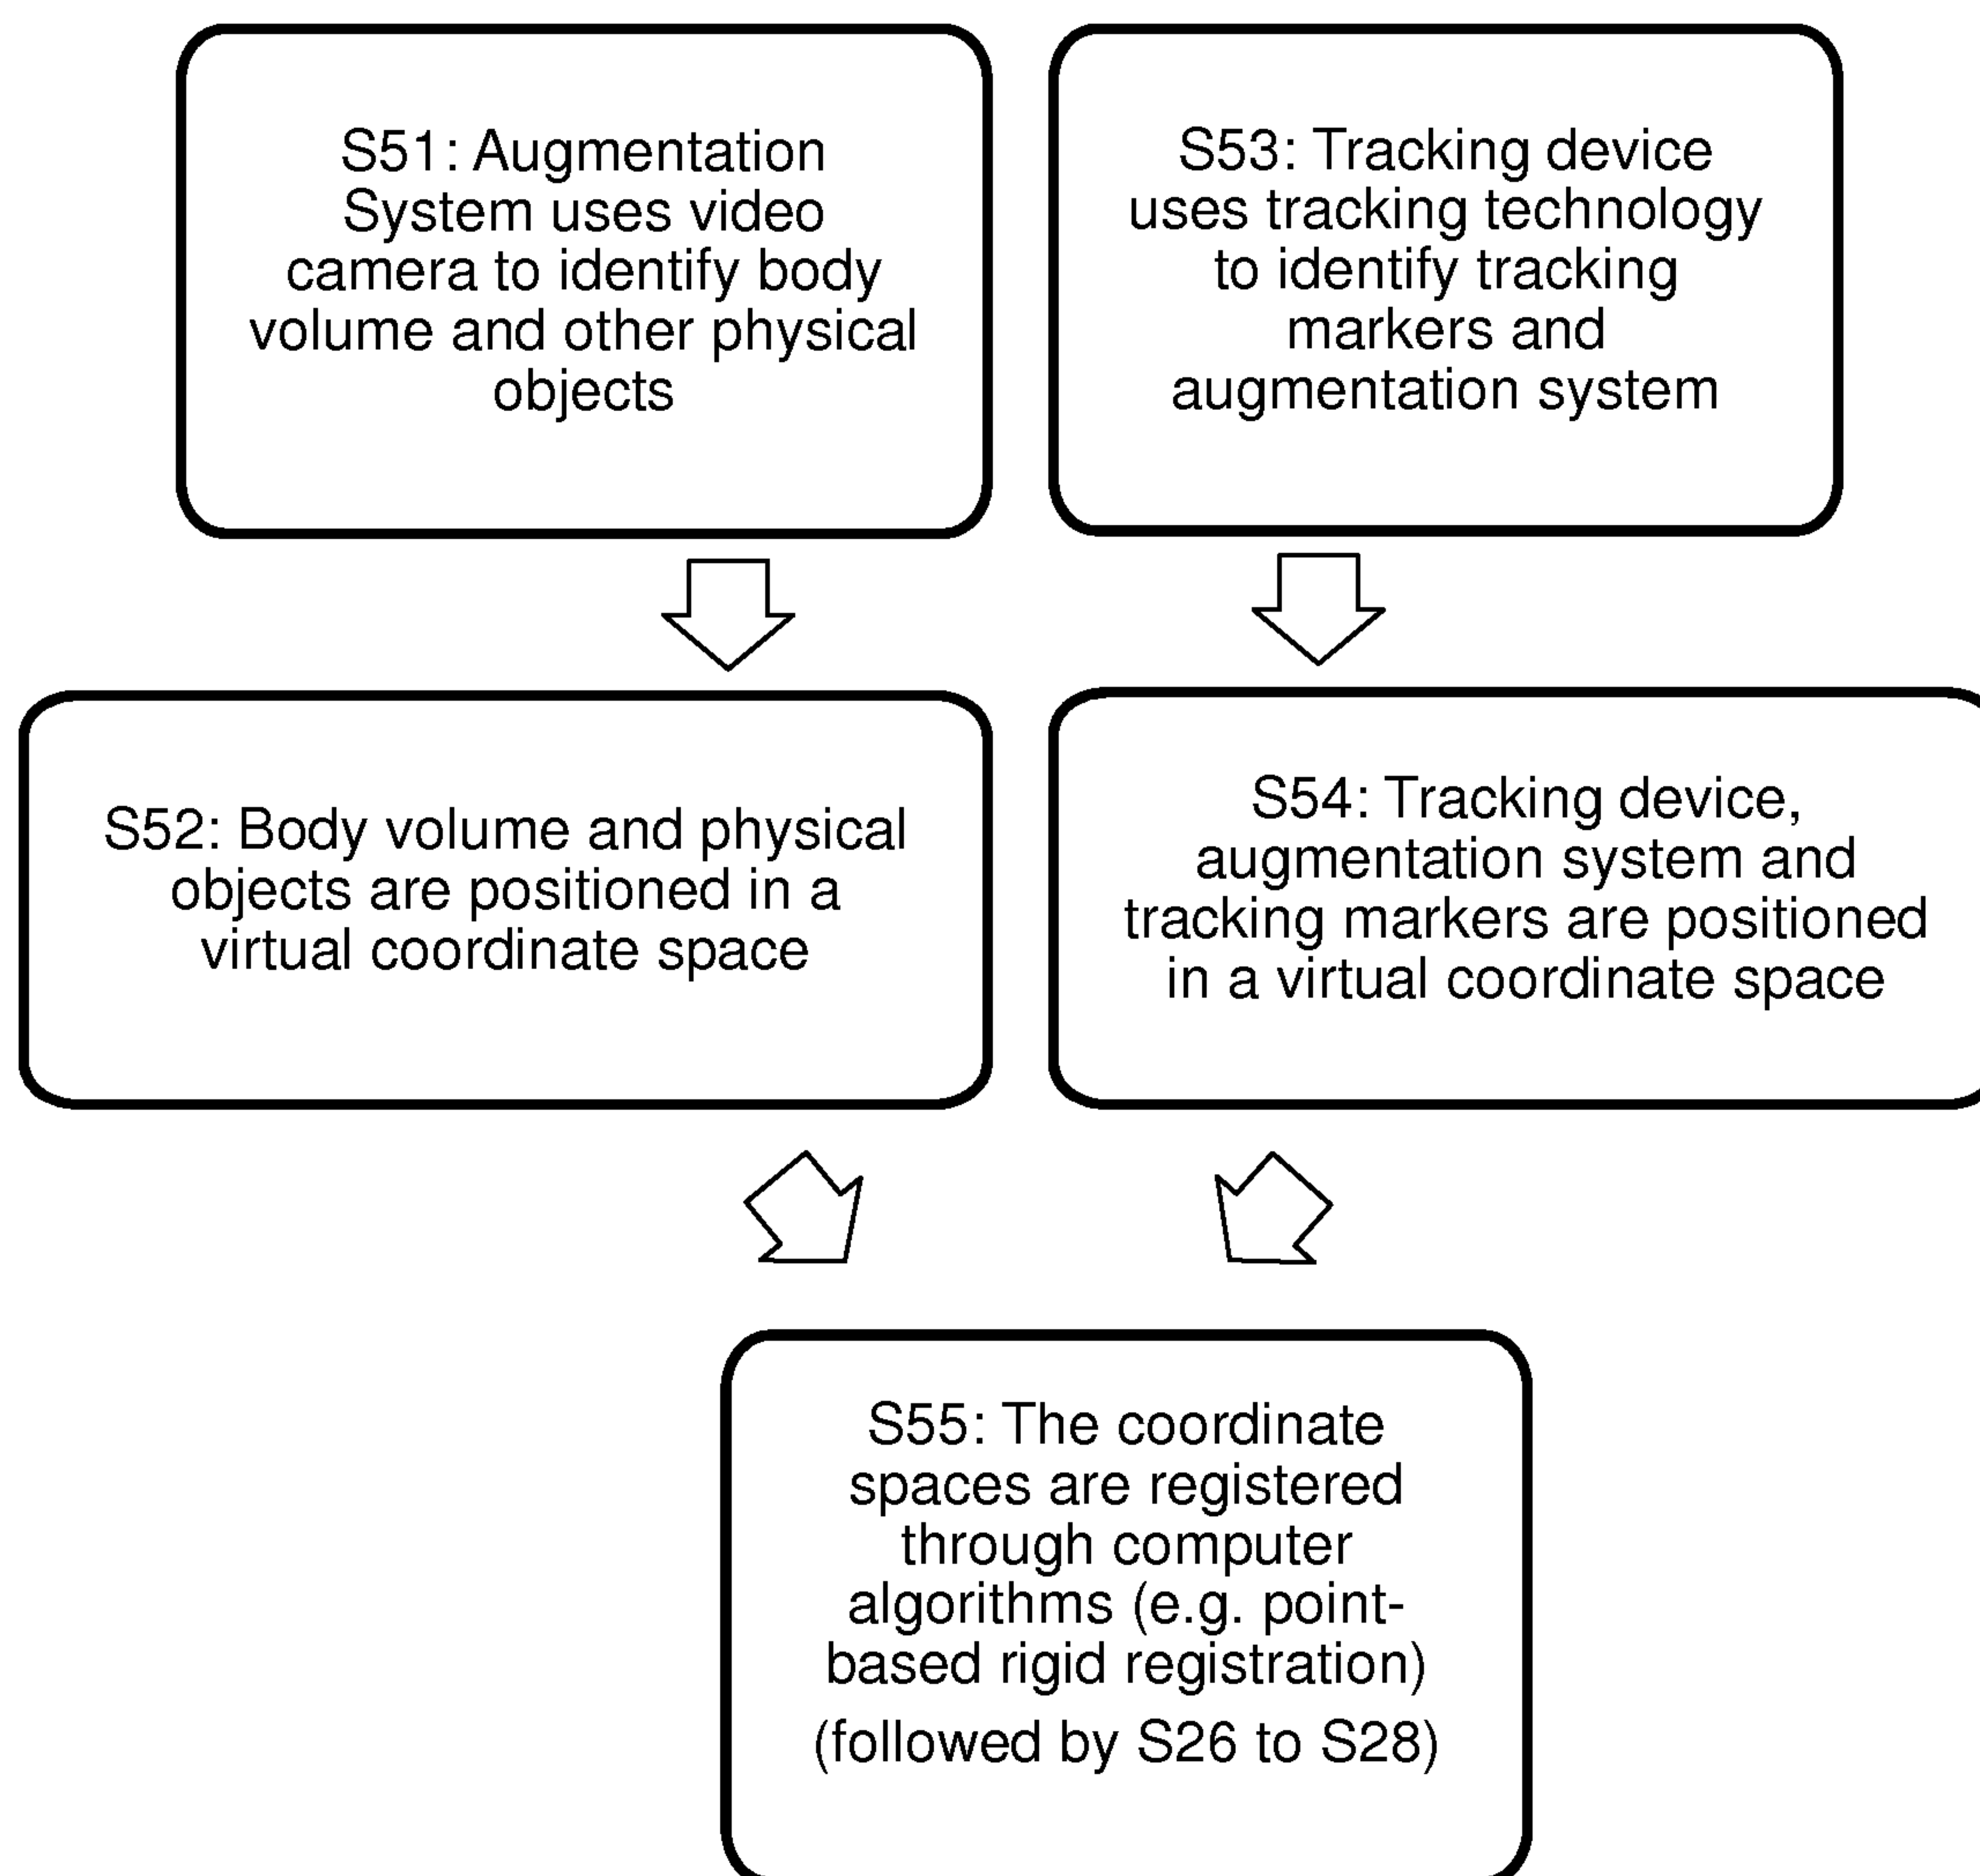 S51: Augmentation
System uses video
camera to identify body
volume and other physical
objects
S53: Tracking device
uses tracking technology
to identify tracking
markers and
augmentation system
S52: Body volume and physical
objects are positioned in a
virtual coordinate space
S54: Tracking device,
augmentation system and
tracking markers are positioned
in a virtual coordinate space
S55: The coordinate
spaces are registered
through computer
algorithms (e.g. point-
based rigid registration)
(followed by S26 to S28)